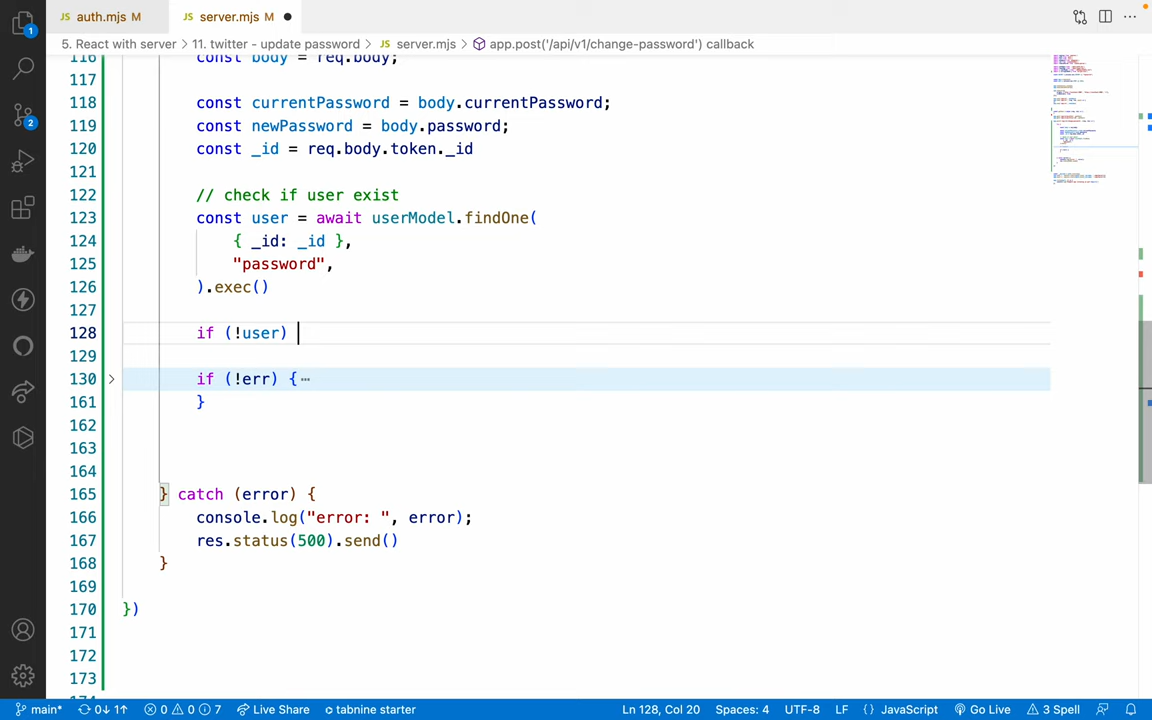 JS auth.mjs M JS server.mjs M
5. React with server > 11. twitter - update password > JS server.mjs > app.post('/api/v1/change-password') callback
116 const body = req.body;
117
118 const currentPassword = body.currentPassword;
119 const newPassword = body.password;
120 const _id = req.body.token._id
121
122 // check if user exist
123 const user = await userModel.findOne(
124 { _id: _id },
125 "password",
126 ).exec()
127
128 if (!user)
129
130 if (!err) { ⋯
161 }
162
163
164
165 } catch (error) {
166 console.log("error: ", error);
167 res.status(500).send()
168 }
169
170 })
171
172
173
1
2
main* 0↓ 1↑ 0 0 7 Live Share tabnine starter Ln 128, Col 20 Spaces: 4 UTF-8 LF {} JavaScript Go Live 3 Spell